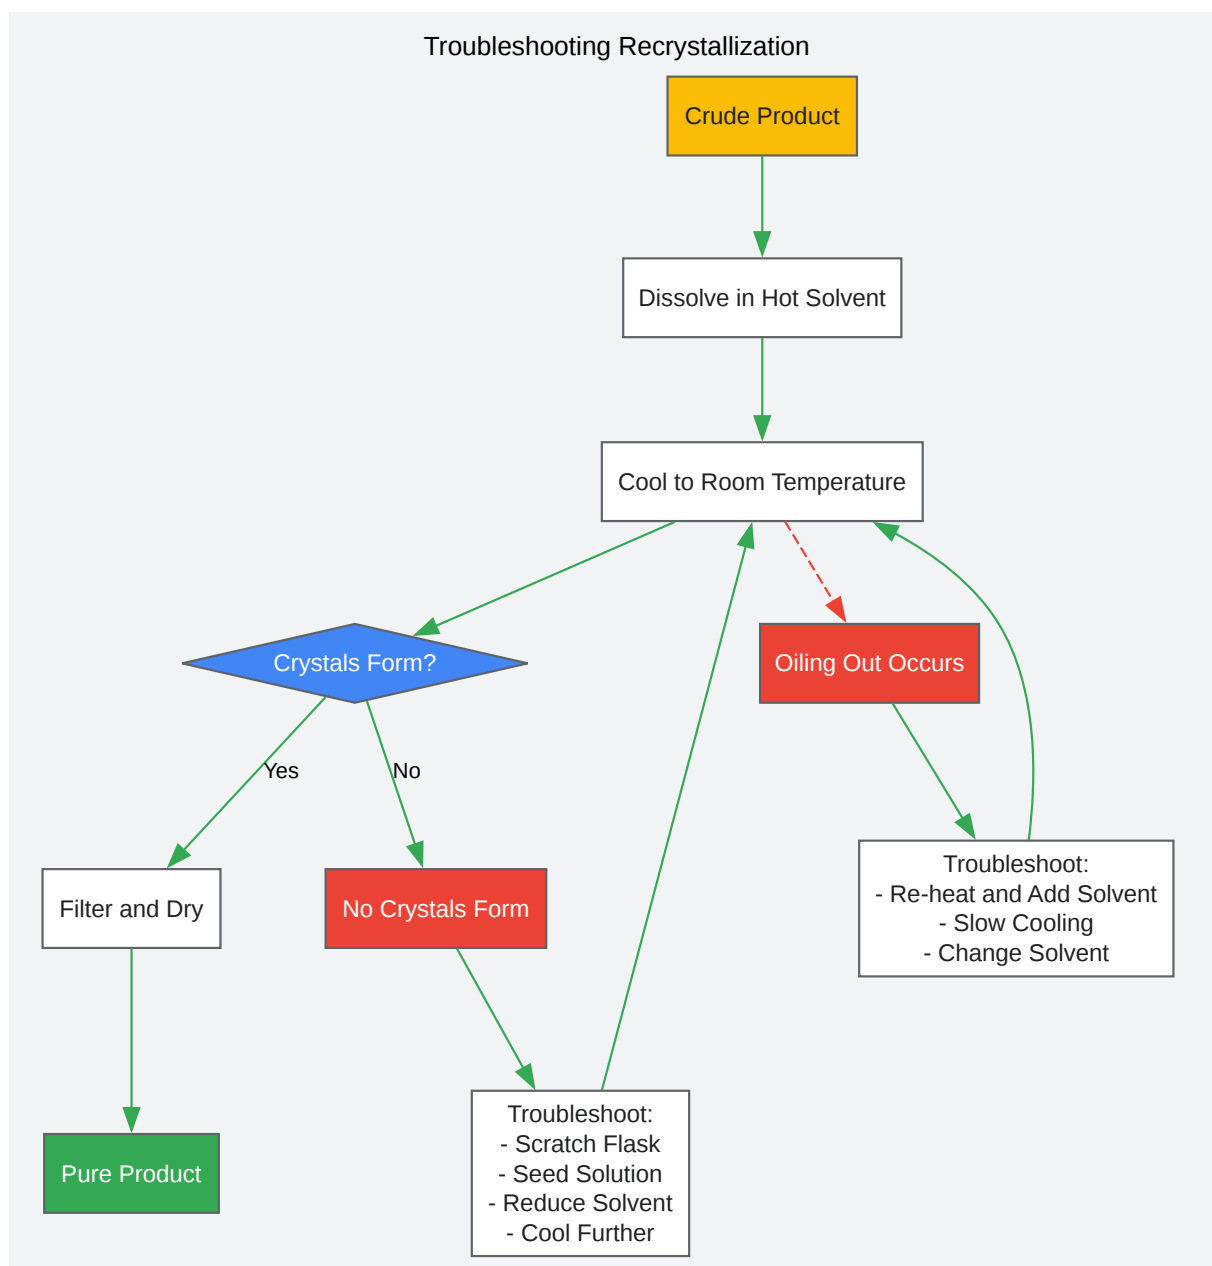 Troubleshooting Recrystallization
Crude Product
Dissolve in Hot Solvent
Cool to Room Temperature
Crystals Form?
Oiling Out Occurs
Yes
No
Filter and Dry
No Crystals Form
Troubleshoot:
- Re-heat and Add Solvent
- Slow Cooling
- Change Solvent
Pure Product
Troubleshoot:
- Scratch Flask
- Seed Solution
- Reduce Solvent
- Cool Further